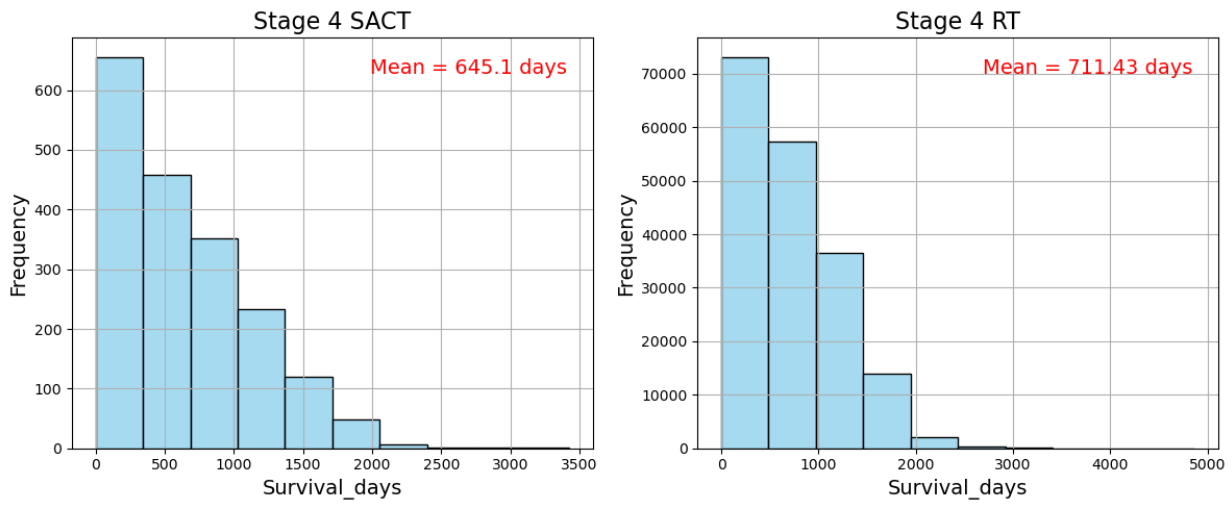 Stage 4 SACT
Mean = 645.1 days
Frequency
600
500
400
300
200
100
0
0 500 1000 1500 2000 2500 3000 3500
Survival_days
Stage 4 RT
Mean = 711.43 days
Frequency
70000
60000
50000
40000
30000
20000
10000
0
0 1000 2000 3000 4000 5000
Survival_days